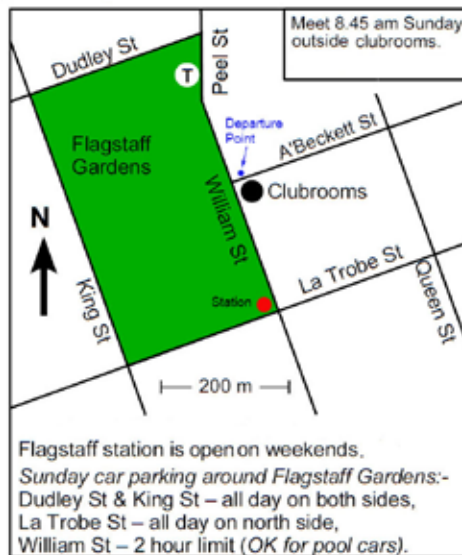 Meet 8.45 am Sunday
outside clubrooms.
Dudley St
Peel St
T
Departure
Point
A'Beckett St
Flagstaff
Gardens
Clubrooms
William St
N
La Trobe St
King St
Station
Queen St
200 m
Flagstaff station is open on weekends.
Sunday car parking around Flagstaff Gardens:-
Dudley St & King St – all day on both sides,
La Trobe St – all day on north side,
William St – 2 hour limit (OK for pool cars).